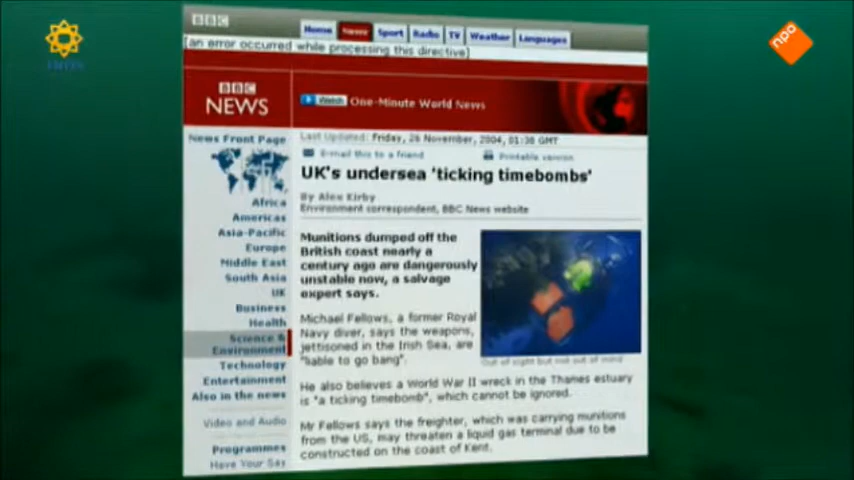 BBC
Home News Sport Radio TV Weather Languages
[an error occurred while processing this directive]
npo
BBC
NEWS
Watch One-Minute World News
News Front Page
Africa
Americas
Asia-Pacific
Europe
Middle East
South Asia
UK
Business
Health
Science &
Environment
Technology
Entertainment
Also in the news
Video and Audio
Programmes
Have Your Say
Last Updated: Friday, 26 November, 2004, 01:38 GMT
E-mail this to a friend Printable version
UK's undersea 'ticking timebombs'
By Alex Kirby
Environment correspondent, BBC News website
Munitions dumped off the
British coast nearly a
century ago are dangerously
unstable now, a salvage
expert says.
Michael Fellows, a former Royal
Navy diver, says the weapons,
jettisoned in the Irish Sea, are
"liable to go bang".
Out of sight but not out of mind
He also believes a World War II wreck in the Thames estuary
is "a ticking timebomb", which cannot be ignored.
Mr Fellows says the freighter, which was carrying munitions
from the US, may threaten a liquid gas terminal due to be
constructed on the coast of Kent.